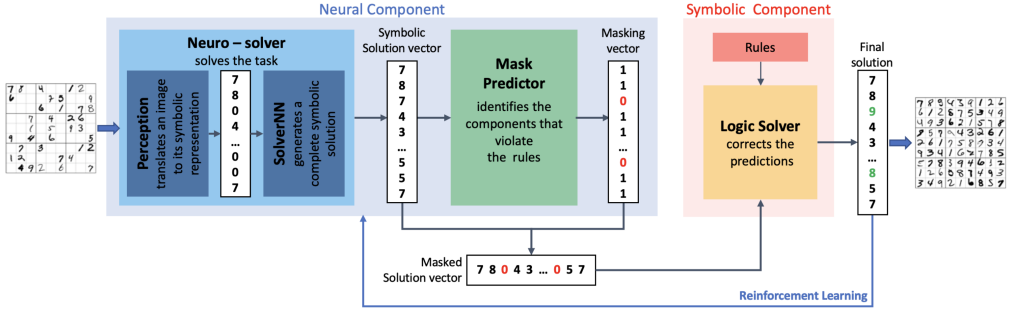 Neural Component
Symbolic Component
Neuro – solver
solves the task
Perception
translates an image
to its symbolic
representation
7
8
0
4
...
0
0
7
SolverNN
generates a
complete symbolic
solution
Symbolic
Solution vector
7
8
7
4
3
...
5
5
7
Mask
Predictor
identifies the
components that
violate
the rules
Masking
vector
1
1
0
1
1
...
0
1
1
Rules
Logic Solver
corrects the
predictions
Final
solution
7
8
9
4
3
...
8
5
7
Masked
Solution vector
7 8 0 4 3 ... 0 5 7
Reinforcement Learning